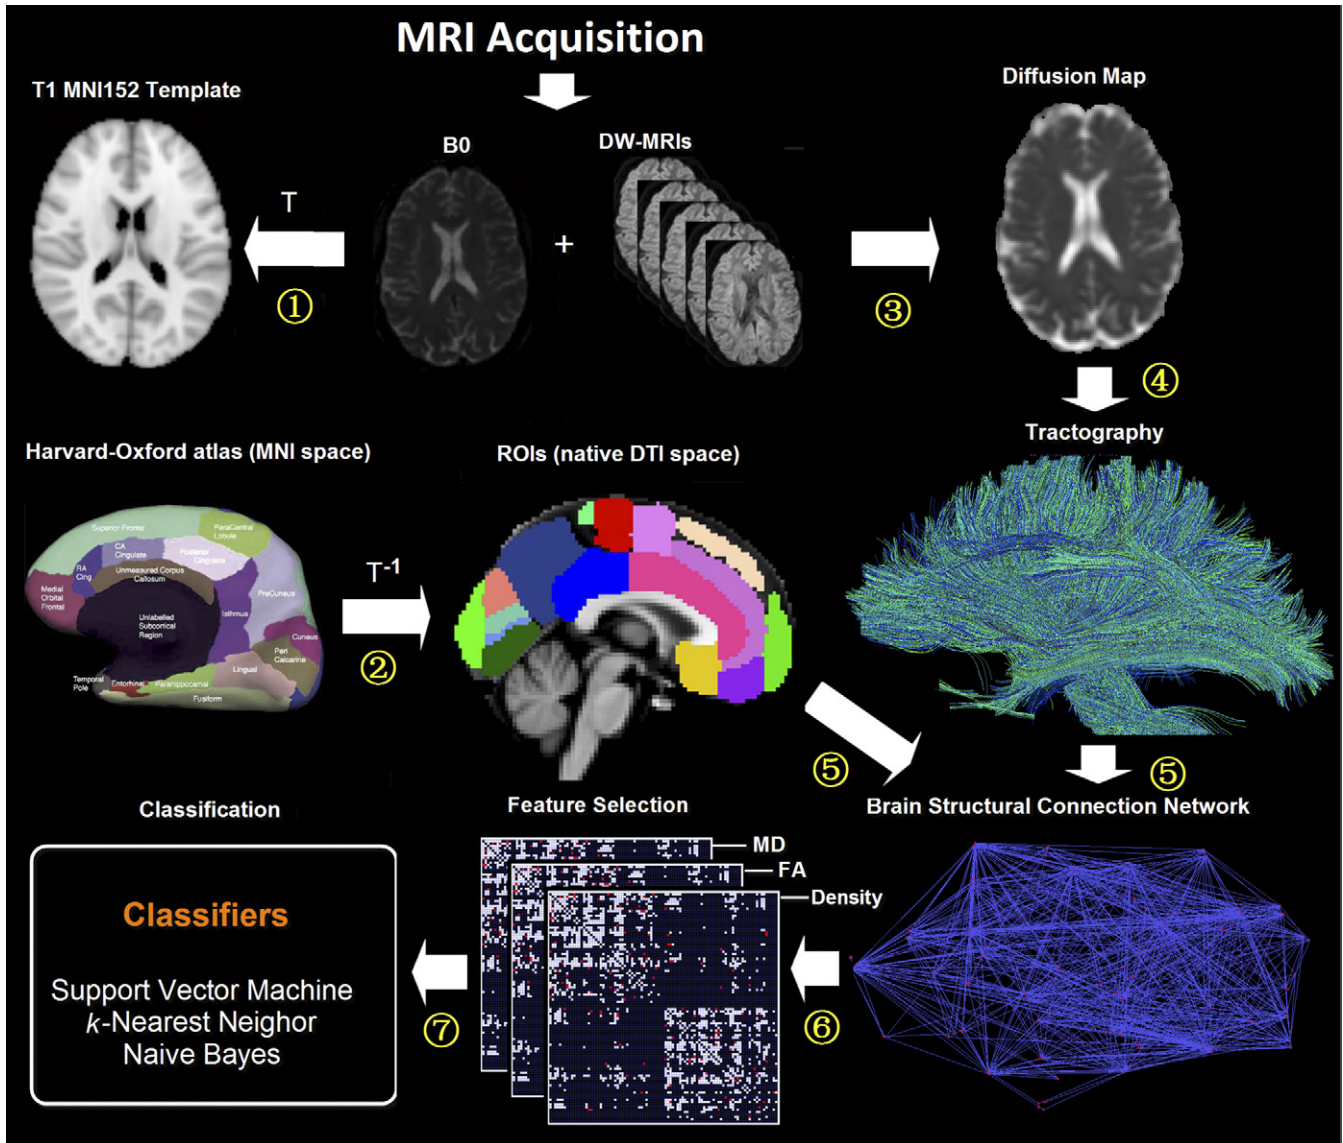 MRI Acquisition
T1 MNI152 Template
B0
DW-MRIs
Diffusion Map
T
+
①
③
④
Harvard-Oxford atlas (MNI space)
ROIs (native DTI space)
Tractography
Superior Frontal
ParaCentral
Lobule
CA
Cingulate
Posterior
Cingulate
RA
Cing
Unmeasured Corpus
Callosum
Medial
Orbital
Frontal
PreCuneus
Unlabelled
Subcortical
Region
Isthmus
Cuneus
Peri
Calcarine
Lingual
Temporal
Pole
Entorhinal
Parahippocamal
Fusiform
T-1
②
⑤
⑤
Classification
Feature Selection
Brain Structural Connection Network
MD
FA
Density
Classifiers
Support Vector Machine
k-Nearest Neighor
Naive Bayes
⑦
⑥